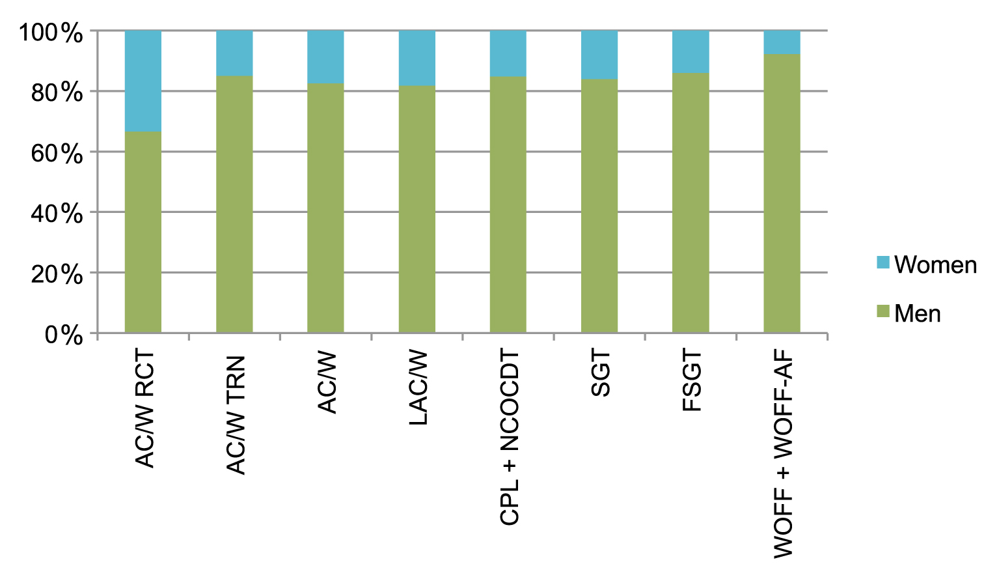 100%
80%
60%
40%
20%
0%
AC/W RCT
AC/W TRN
AC/W
LAC/W
CPL + NCOCDT
SGT
FSGT
WOFF + WOFF-AF
Women
Men